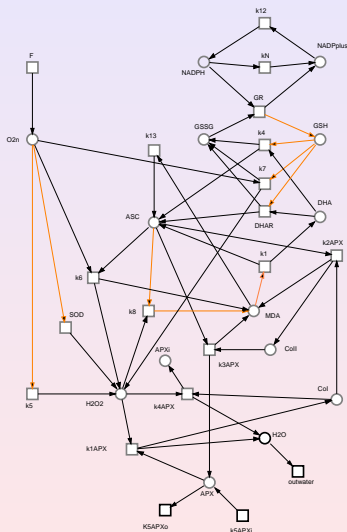 k12
F
NADPplus
kN
NADPH
GR
O2n
k13
GSSG
k4
GSH
k7
DHA
ASC
DHAR
k2APX
k1
k6
k8
MDA
SOD
APXi
CoII
k3APX
CoI
k5
H2O2
k4APX
H2O
k1APX
outwater
APX
K5APXo
k5APXi